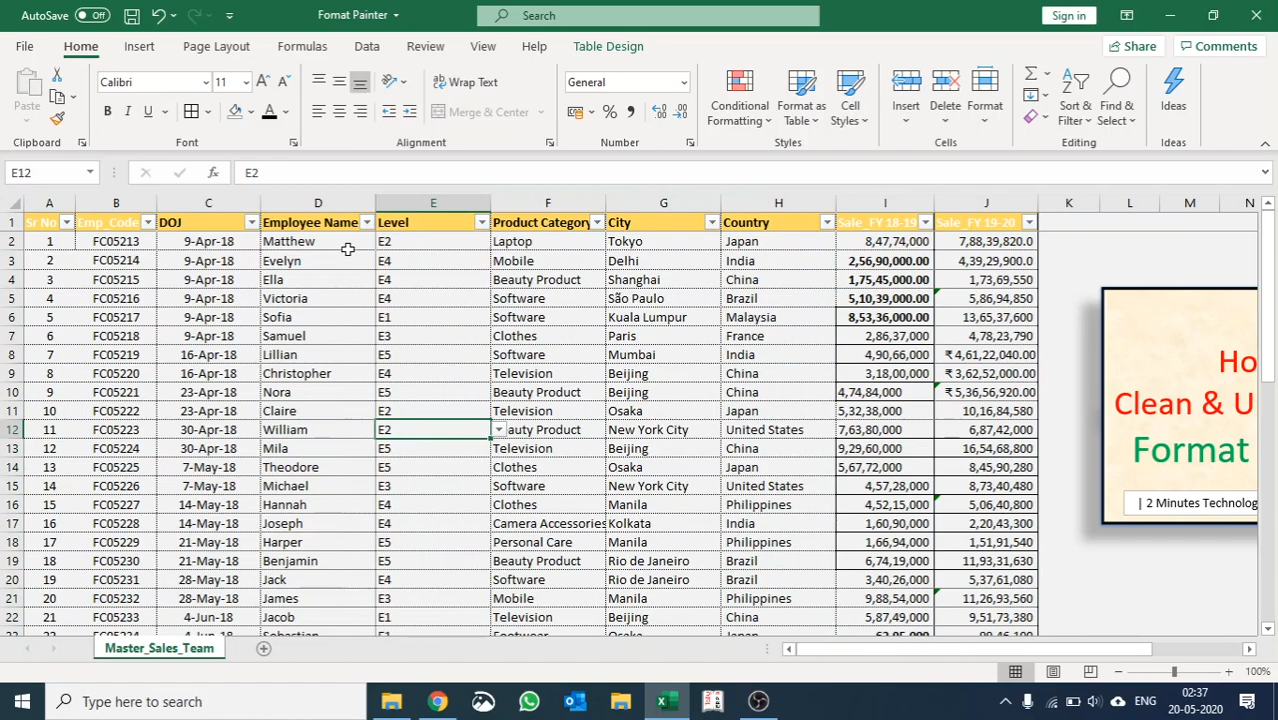 AutoSave Off Fomat Painter Search Sign in
File Home Insert Page Layout Formulas Data Review View Help Table Design Share Comments
Paste Calibri 11 Wrap Text General Conditional Formatting Format as Table Cell Styles Insert Delete Format Sort & Filter Find & Select Ideas
B I U Merge & Center
Clipboard Font Alignment Number Styles Cells Editing Ideas
E12 fx E2
A B C D E F G H I J K L M N
1 Sr No Emp_Code DOJ Employee Name Level Product Category City Country Sale_FY 18-19 Sale_FY 19-20
2 1 FC05213 9-Apr-18 Matthew E2 Laptop Tokyo Japan 8,47,74,000 7,88,39,820.0
3 2 FC05214 9-Apr-18 Evelyn E4 Mobile Delhi India 2,56,90,000.00 4,39,29,900.0
4 3 FC05215 9-Apr-18 Ella E4 Beauty Product Shanghai China 1,75,45,000.00 1,73,69,550
5 4 FC05216 9-Apr-18 Victoria E4 Software São Paulo Brazil 5,10,39,000.00 5,86,94,850
6 5 FC05217 9-Apr-18 Sofia E1 Software Kuala Lumpur Malaysia 8,53,36,000.00 13,65,37,600
7 6 FC05218 9-Apr-18 Samuel E3 Clothes Paris France 2,86,37,000 4,78,23,790
8 7 FC05219 16-Apr-18 Lillian E5 Software Mumbai India 4,90,66,000 ₹ 4,61,22,040.00
9 8 FC05220 16-Apr-18 Christopher E4 Television Beijing China 3,18,00,000 ₹ 3,62,52,000.00
10 9 FC05221 23-Apr-18 Nora E5 Beauty Product Beijing China 4,74,84,000 ₹ 5,36,56,920.00
11 10 FC05222 23-Apr-18 Claire E2 Television Osaka Japan 5,32,38,000 10,16,84,580
12 11 FC05223 30-Apr-18 William E2 auty Product New York City United States 7,63,80,000 6,87,42,000
13 12 FC05224 30-Apr-18 Mila E5 Television Beijing China 9,29,60,000 16,54,68,800
14 13 FC05225 7-May-18 Theodore E5 Clothes Osaka Japan 5,67,72,000 8,45,90,280
15 14 FC05226 7-May-18 Michael E3 Software New York City United States 4,57,28,000 8,73,40,480
16 15 FC05227 14-May-18 Hannah E4 Clothes Manila Philippines 4,52,15,000 5,06,40,800
17 16 FC05228 14-May-18 Joseph E4 Camera Accessories Kolkata India 1,60,90,000 2,20,43,300
18 17 FC05229 21-May-18 Harper E5 Personal Care Manila Philippines 1,66,94,000 1,51,91,540
19 18 FC05230 21-May-18 Benjamin E5 Beauty Product Rio de Janeiro Brazil 6,74,19,000 11,93,31,630
20 19 FC05231 28-May-18 Jack E4 Software Rio de Janeiro Brazil 3,40,26,000 5,37,61,080
21 20 FC05232 28-May-18 James E3 Mobile Manila Philippines 9,88,54,000 11,26,93,560
22 21 FC05233 4-Jun-18 Jacob E1 Television Beijing China 5,87,49,000 9,51,73,380
Ho
Clean & U
Format
| 2 Minutes Technolog
Master_Sales_Team
100%
Type here to search ENG 02:37
20-05-2020